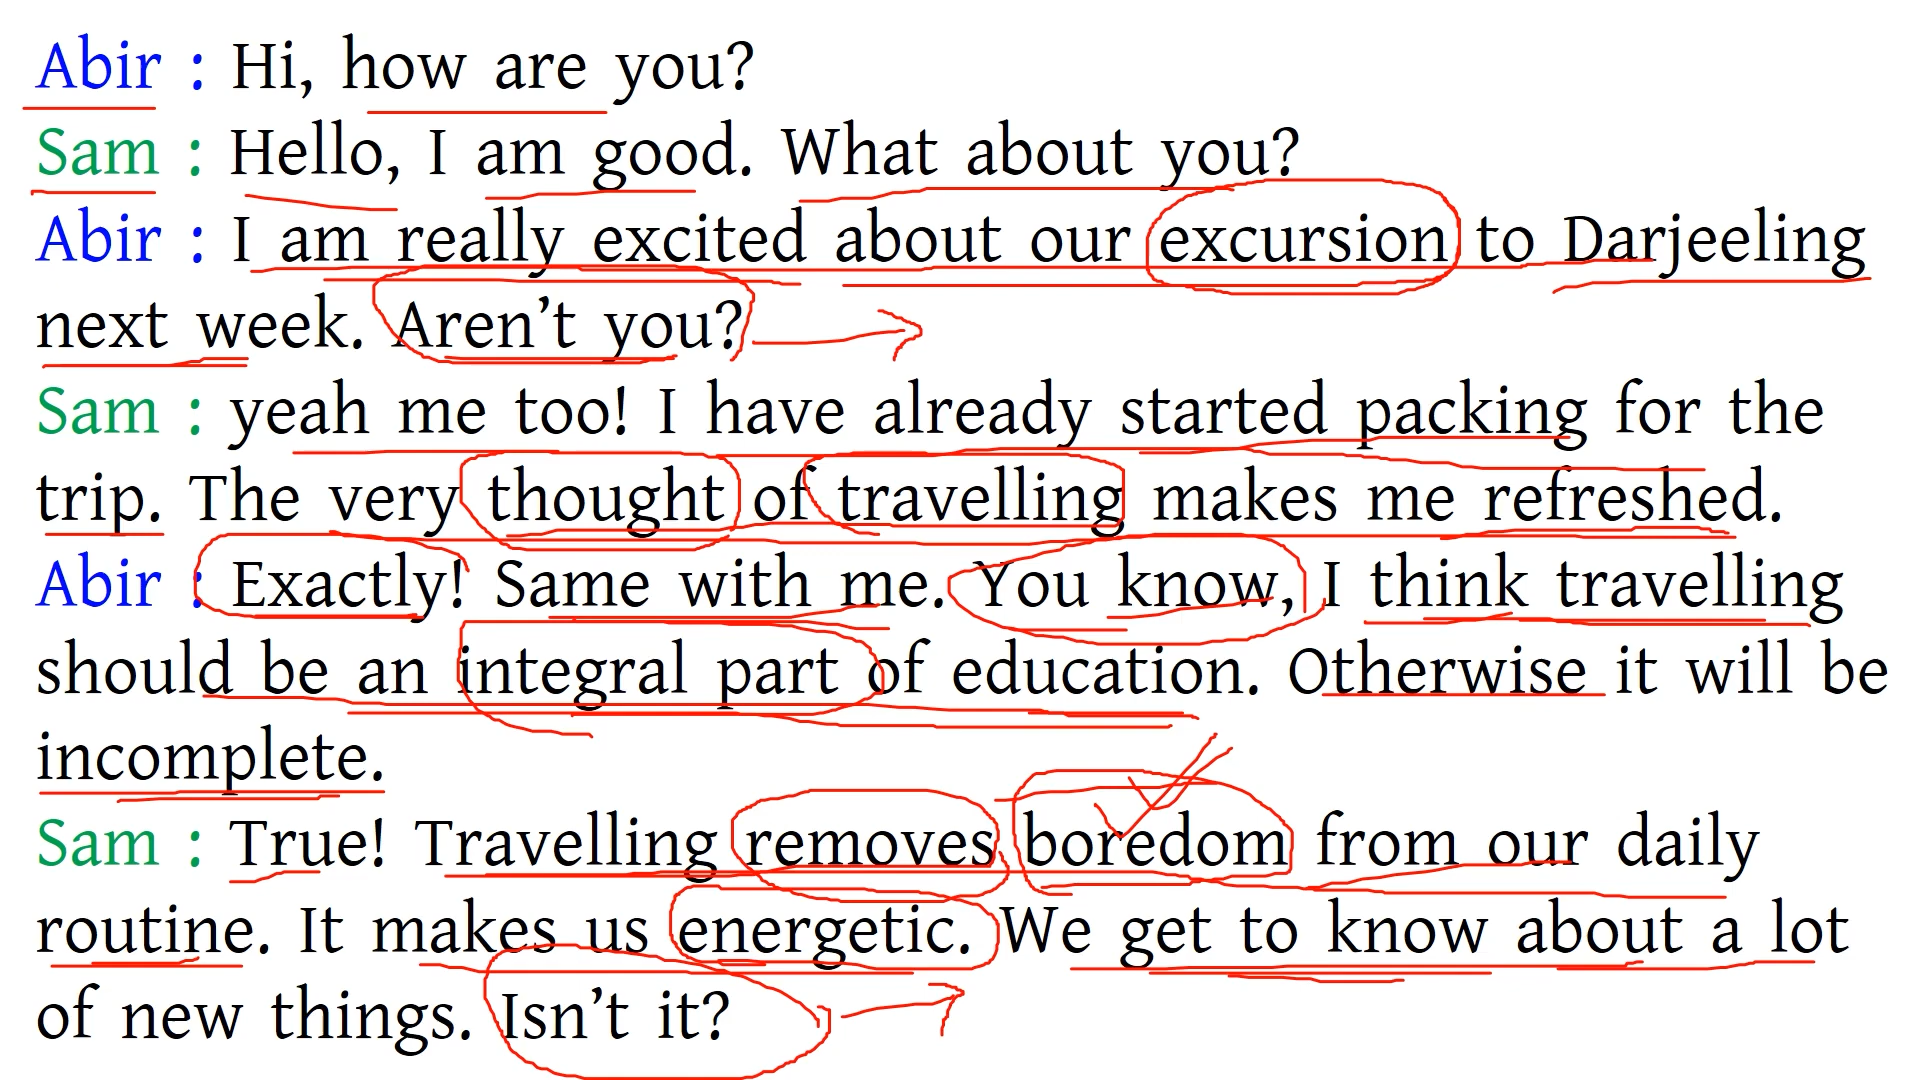 Abir : Hi, how are you?
Sam : Hello, I am good. What about you?
Abir : I am really excited about our excursion to Darjeeling
next week. Aren’t you?
Sam : yeah me too! I have already started packing for the
trip. The very thought of travelling makes me refreshed.
Abir : Exactly! Same with me. You know, I think travelling
should be an integral part of education. Otherwise it will be
incomplete.
Sam : True! Travelling removes boredom from our daily
routine. It makes us energetic. We get to know about a lot
of new things. Isn’t it?